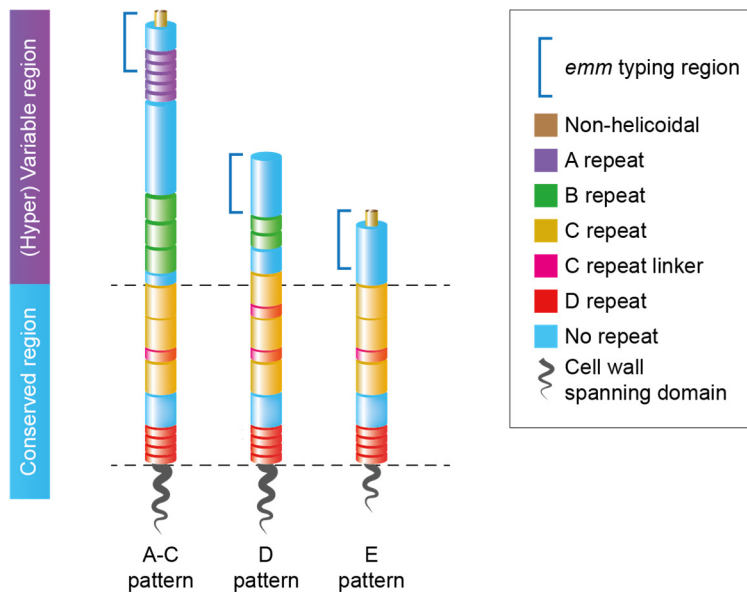 (Hyper) Variable region
Conserved region
A-C
pattern
D
pattern
E
pattern
emm typing region
Non-helicoidal
A repeat
B repeat
C repeat
C repeat linker
D repeat
No repeat
Cell wall
spanning domain